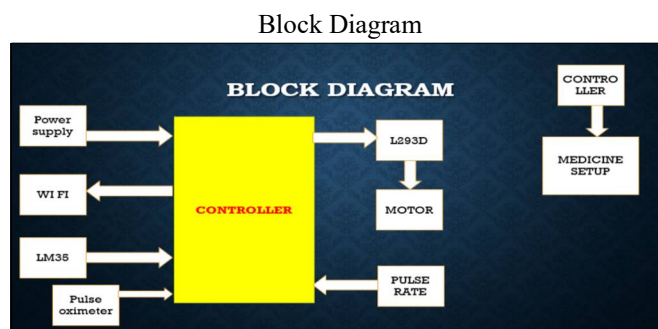 Block Diagram
BLOCK DIAGRAM
Power
supply
WI FI
LM35
Pulse
oximeter
CONTROLLER
L293D
MOTOR
PULSE
RATE
CONTRO
LLER
MEDICINE
SETUP